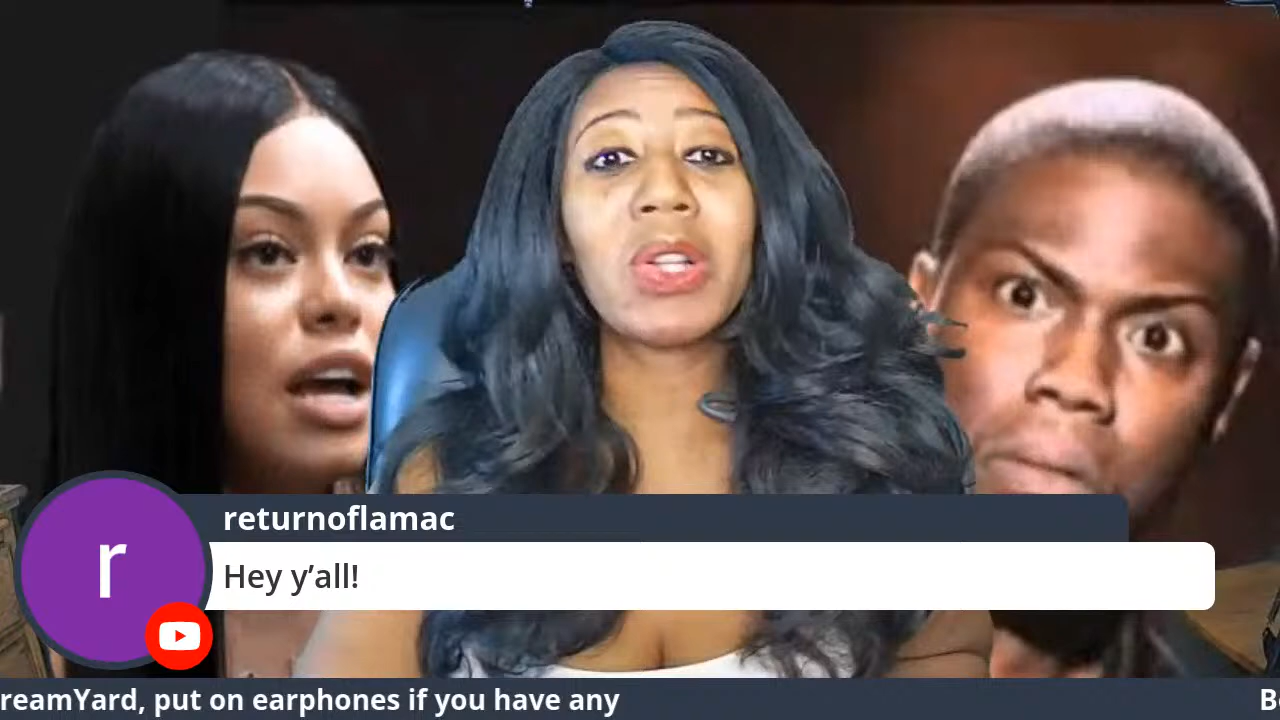 returnoflamac
r
Hey y’all!
reamYard, put on earphones if you have any
B